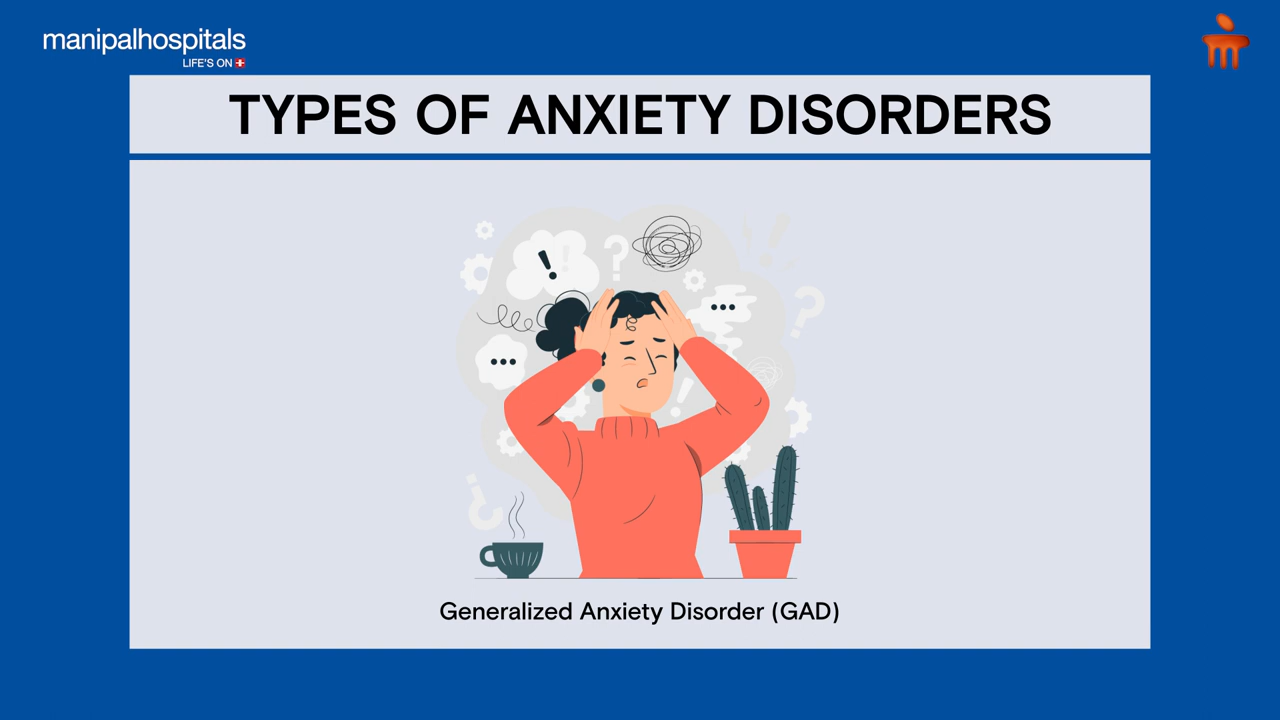 manipalhospitals
LIFE'S ON
TYPES OF ANXIETY DISORDERS
Generalized Anxiety Disorder (GAD)